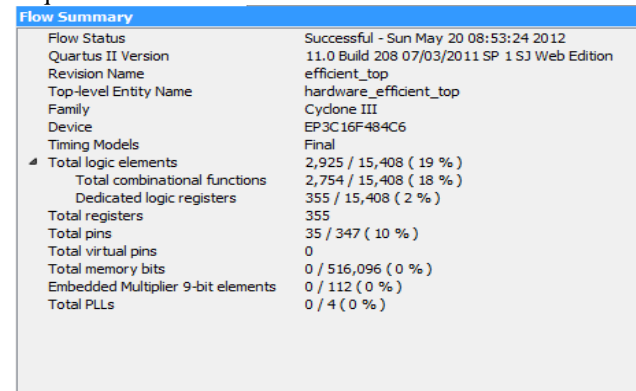 Flow Summary
Flow Status Successful - Sun May 20 08:53:24 2012
Quartus II Version 11.0 Build 208 07/03/2011 SP 1 SJ Web Edition
Revision Name efficient_top
Top-level Entity Name hardware_efficient_top
Family Cyclone III
Device EP3C16F484C6
Timing Models Final
Total logic elements 2,925 / 15,408 ( 19 % )
Total combinational functions 2,754 / 15,408 ( 18 % )
Dedicated logic registers 355 / 15,408 ( 2 % )
Total registers 355
Total pins 35 / 347 ( 10 % )
Total virtual pins 0
Total memory bits 0 / 516,096 ( 0 % )
Embedded Multiplier 9-bit elements 0 / 112 ( 0 % )
Total PLLs 0 / 4 ( 0 % )